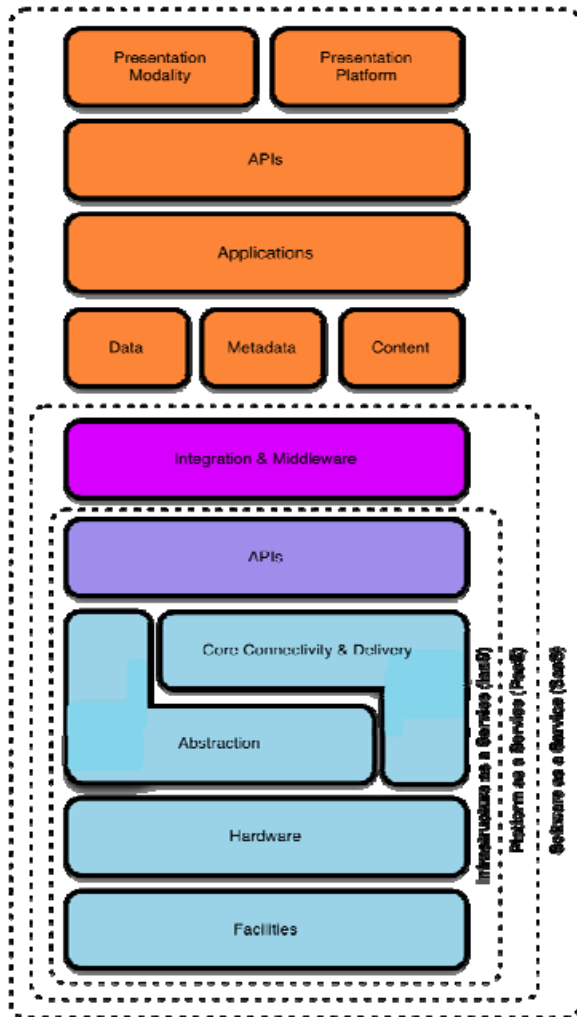 Presentation
Modality
Presentation
Platform
APIs
Applications
Data
Metadata
Content
Integration & Middleware
APIs
Core Connectivity & Delivery
Abstraction
Hardware
Facilities
Infrastructure as a Service (IaaS)
Platform as a Service (PaaS)
Software as a Service (SaaS)